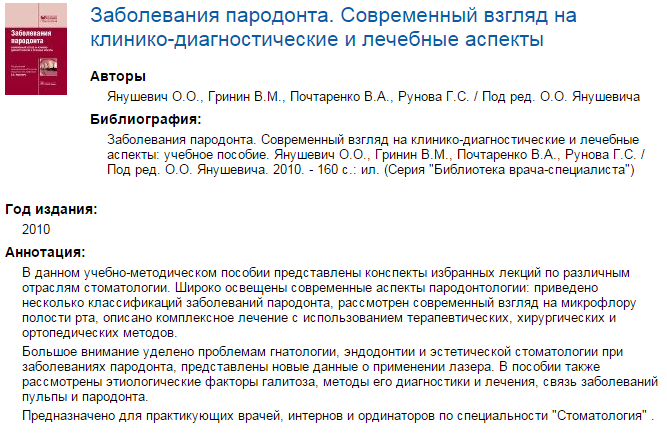 Заболевания пародонта. Современный взгляд на
клинико-диагностические и лечебные аспекты
Заболевания
пародонта
Авторы
Янушевич О.О., Гринин В.М., Почтаренко В.А., Рунова Г.С. / Под ред. О.О. Янушевича
Библиография:
Заболевания пародонта. Современный взгляд на клинико-диагностические и лечебные
аспекты: учебное пособие. Янушевич О.О., Гринин В.М., Почтаренко В.А., Рунова Г.С. /
Под ред. О.О. Янушевича. 2010. - 160 с.: ил. (Серия "Библиотека врача-специалиста")
Год издания:
2010
Аннотация:
В данном учебно-методическом пособии представлены конспекты избранных лекций по различным
отраслям стоматологии. Широко освещены современные аспекты пародонтологии: приведено
несколько классификаций заболеваний пародонта, рассмотрен современный взгляд на микрофлору
полости рта, описано комплексное лечение с использованием терапевтических, хирургических и
ортопедических методов.
Большое внимание уделено проблемам гнатологии, эндодонтии и эстетической стоматологии при
заболеваниях пародонта, представлены новые данные о применении лазера. В пособии также
рассмотрены этиологические факторы галитоза, методы его диагностики и лечения, связь заболеваний
пульпы и пародонта.
Предназначено для практикующих врачей, интернов и ординаторов по специальности "Стоматология" .